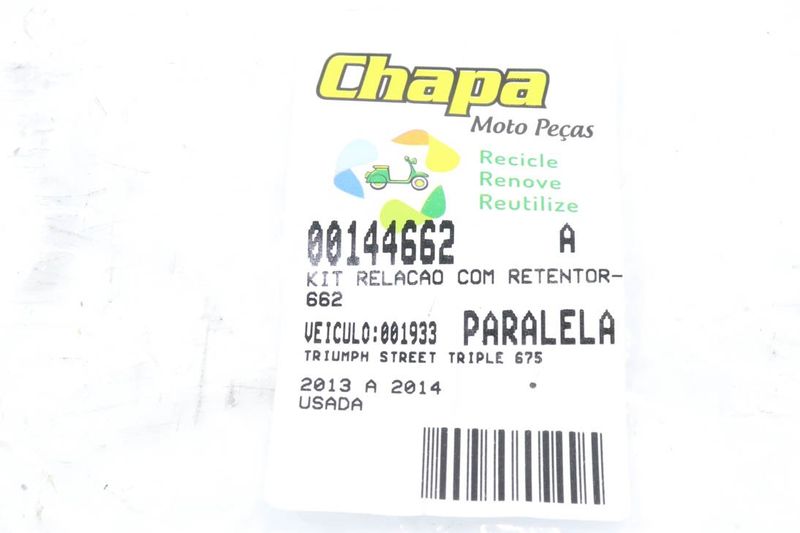 Chapa
Moto Peças
Recicle
Renove
Reutilize
00144662 A
KIT RELACAO COM RETENTOR-
662
VEICULO:001933 PARALELA
TRIUMPH STREET TRIPLE 675
2013 A 2014
USADA